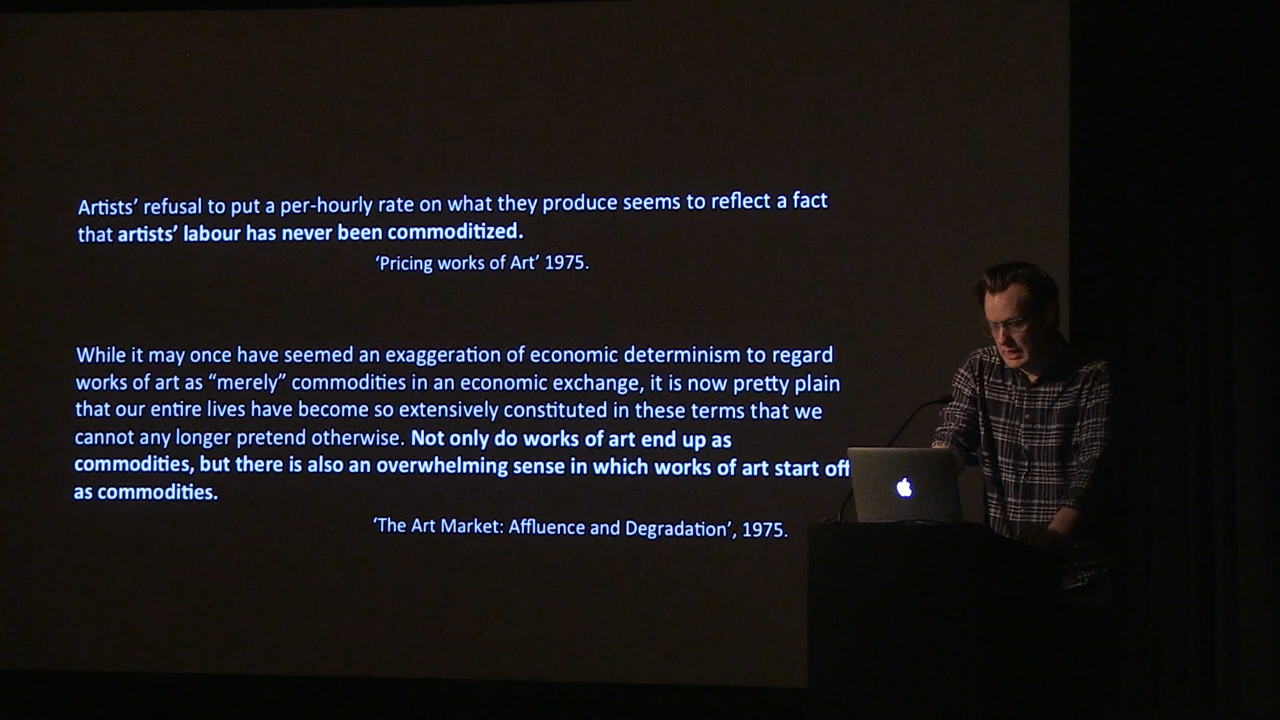 Artists’ refusal to put a per-hourly rate on what they produce seems to reflect a fact
that artists’ labour has never been commoditized.
‘Pricing works of Art’ 1975.
While it may once have seemed an exaggeration of economic determinism to regard
works of art as “merely” commodities in an economic exchange, it is now pretty plain
that our entire lives have become so extensively constituted in these terms that we
cannot any longer pretend otherwise. Not only do works of art end up as
commodities, but there is also an overwhelming sense in which works of art start off
as commodities.
‘The Art Market: Affluence and Degradation’, 1975.